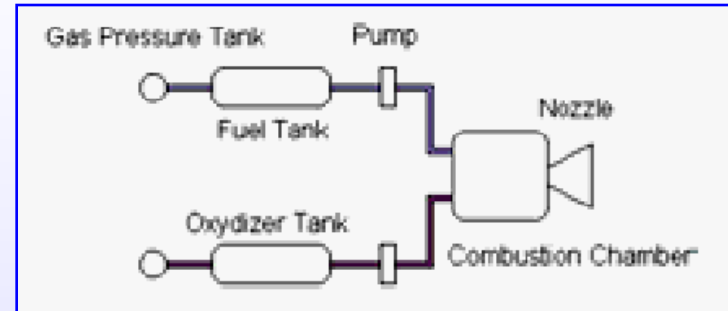 Gas Pressure Tank
Pump
Fuel Tank
Nozzle
Oxydizer Tank
Combustion Chamber